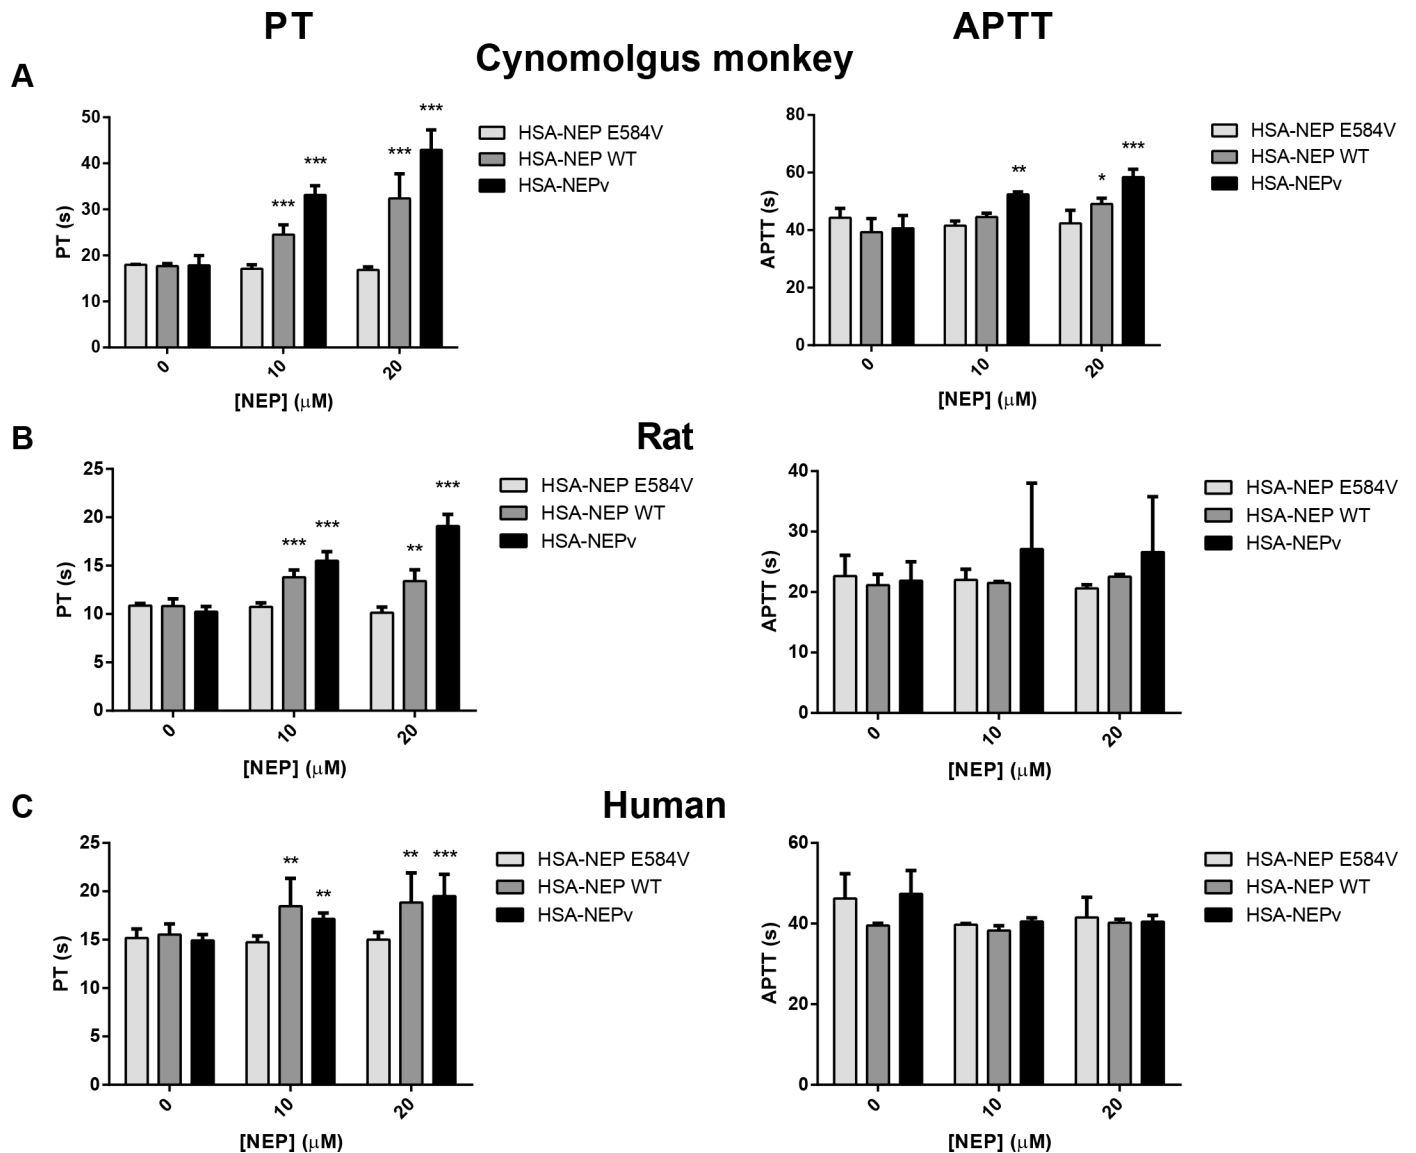 PT
APTT
Cynomolgus monkey
A
50
40
30
20
10
0
PT (s)
***
***
***
***
0
10
20
[NEP] (μM)
HSA-NEP E584V
HSA-NEP WT
HSA-NEPv
80
60
40
20
0
APTT (s)
**
*
***
0
10
20
[NEP] (μM)
HSA-NEP E584V
HSA-NEP WT
HSA-NEPv
B
Rat
25
20
15
10
5
0
PT (s)
***
***
**
***
0
10
20
[NEP] (μM)
HSA-NEP E584V
HSA-NEP WT
HSA-NEPv
40
30
20
10
0
APTT (s)
0
10
20
[NEP] (μM)
HSA-NEP E584V
HSA-NEP WT
HSA-NEPv
C
Human
25
20
15
10
5
0
PT (s)
**
**
**
***
0
10
20
[NEP] (μM)
HSA-NEP E584V
HSA-NEP WT
HSA-NEPv
60
40
20
0
APTT (s)
0
10
20
[NEP] (μM)
HSA-NEP E584V
HSA-NEP WT
HSA-NEPv